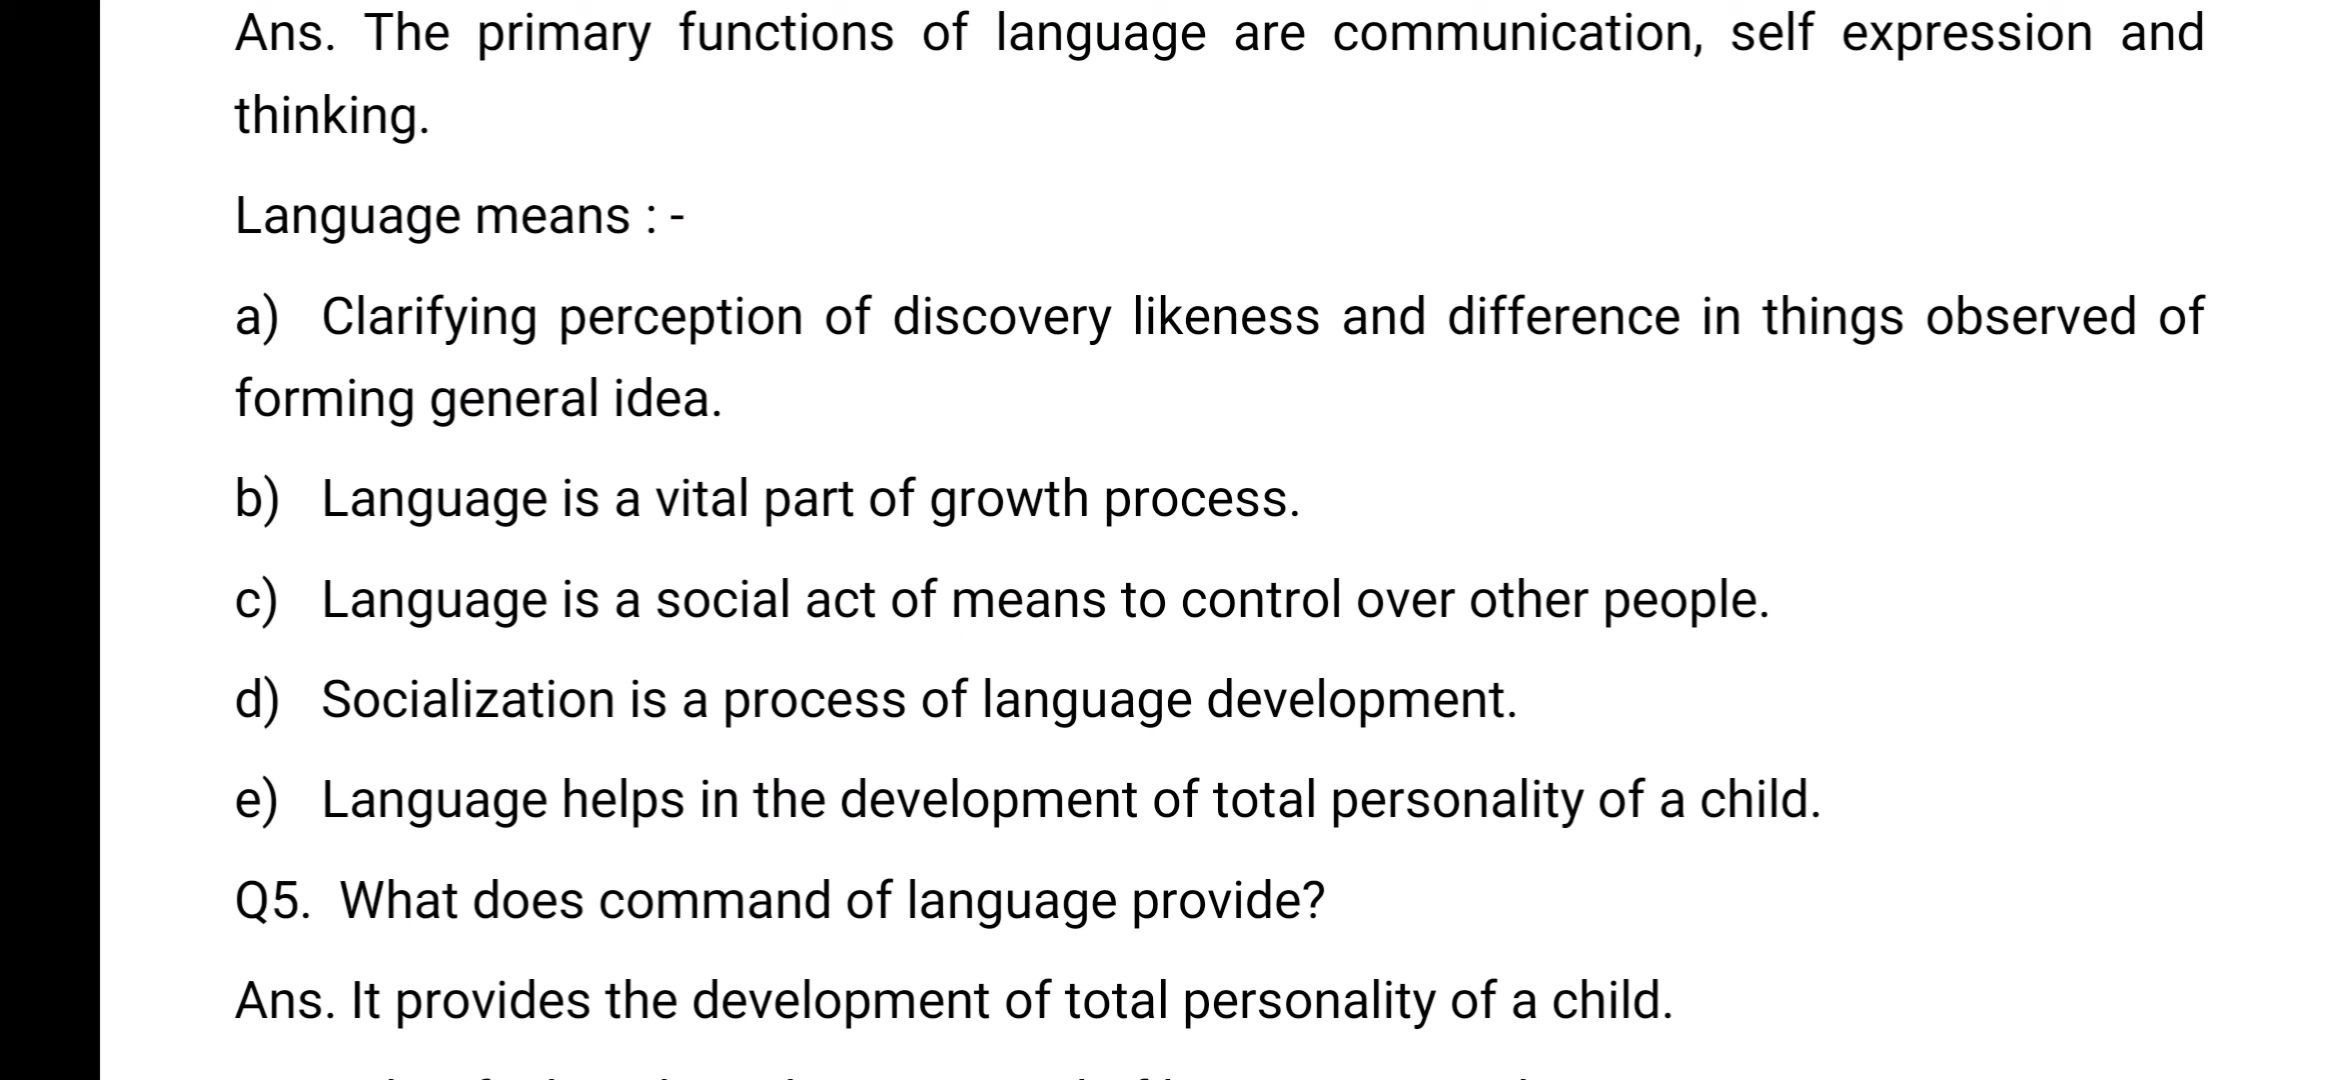 Ans. The primary functions of language are communication, self expression and
thinking.
Language means : -
a) Clarifying perception of discovery likeness and difference in things observed of
forming general idea.
b) Language is a vital part of growth process.
c) Language is a social act of means to control over other people.
d) Socialization is a process of language development.
e) Language helps in the development of total personality of a child.
Q5. What does command of language provide?
Ans. It provides the development of total personality of a child.